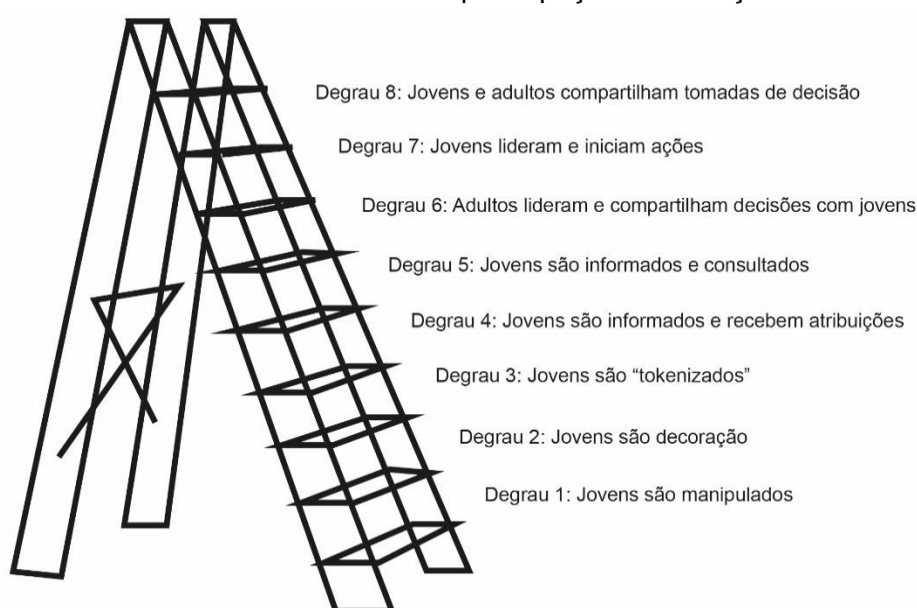 Degrau 8: Jovens e adultos compartilham tomadas de decisão
Degrau 7: Jovens lideram e iniciam ações
Degrau 6: Adultos lideram e compartilham decisões com jovens
Degrau 5: Jovens são informados e consultados
Degrau 4: Jovens são informados e recebem atribuições
Degrau 3: Jovens são “tokenizados”
Degrau 2: Jovens são decoração
Degrau 1: Jovens são manipulados